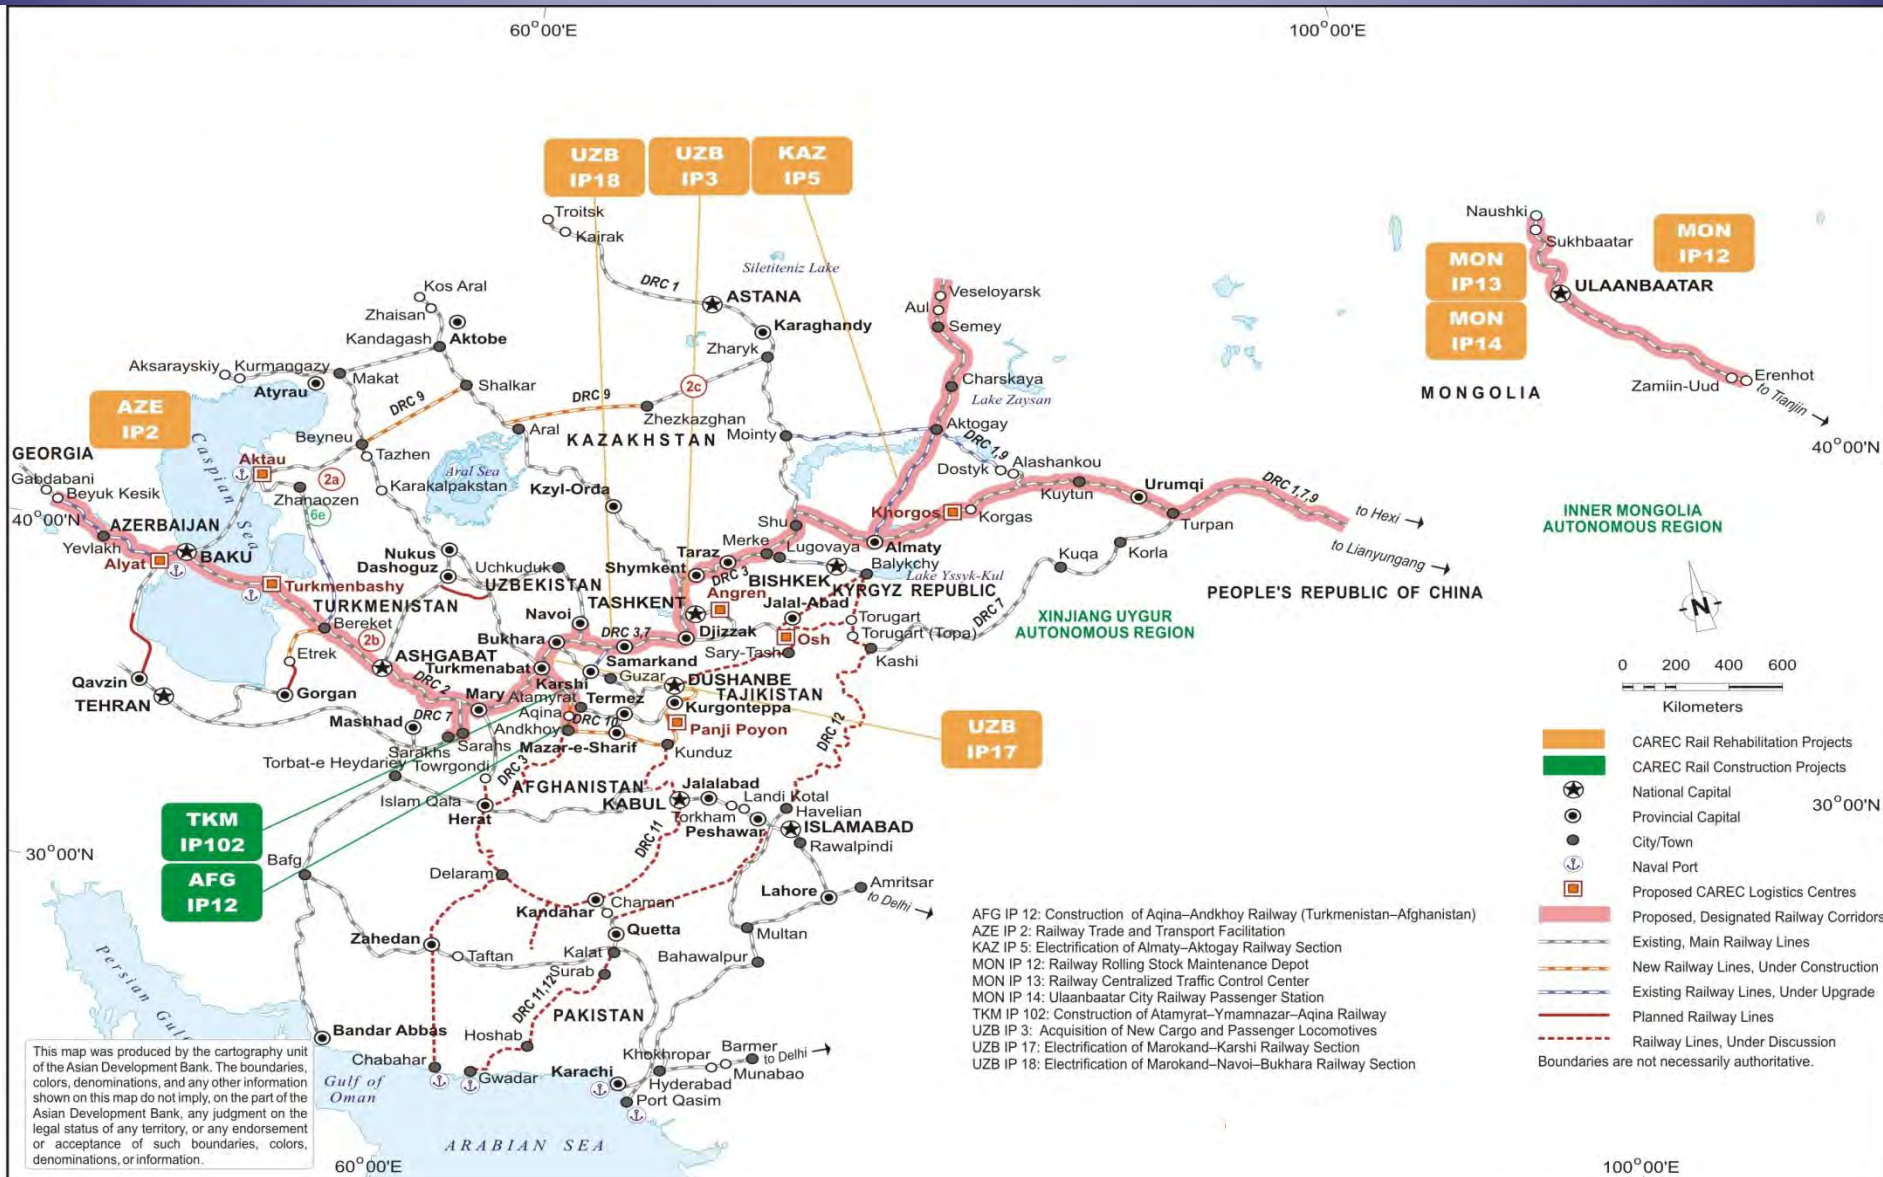 60°00'E
100°00'E
UZB
IP18
UZB
IP3
KAZ
IP5
Troitsk
Kairak
Naushki
Sukhbaatar
MON
IP12
MON
IP13
MON
IP14
ULAANBAATAR
Siletiteniz Lake
DRC 1
ASTANA
Veseloyarsk
Aul
Semey
Kos Aral
Zhaisan
Kandagash
Aktobe
Karaghandy
Zharyk
Aksarayskiy
Kurmangazy
Makat
Atyrau
Shalkar
2c
Charskaya
Lake Zaysan
Zamiin-Uud
Erenhot
to Tianjin
MONGOLIA
AZE
IP2
DRC 9
DRC 9
Zhezkazghan
Aral
KAZAKHSTAN
Mointy
Aktogay
DRC 1,9
Dostyk
Alashankou
40°00'N
GEORGIA
Gabdabani
Beyuk Kesik
Caspian
Sea
Beyneu
Tazhen
Aktau
2a
Zhanaozen
6e
Karakalpakstan
Aral Sea
Kzyl-Orda
Kuytun
Urumqi
DRC 1,7,9
Khorgos
Korgas
Turpan
to Hexi
to Lianyungang
INNER MONGOLIA
AUTONOMOUS REGION
40°00'N
AZERBAIJAN
Yevlakh
BAKU
Alyat
Shu
Merke
Lugovaya
Almaty
Taraz
Shymkent
DRC 3
BISHKEK
Balykchy
Lake Yssyk-Kul
Kuqa
Korla
Nukus
Dashoguz
Uchkuduk
UZBEKISTAN
Turkmenbashy
TURKMENISTAN
TASHKENT
Angren
KYRGYZ REPUBLIC
PEOPLE'S REPUBLIC OF CHINA
Navoi
Jalal-Abad
Torugart
Torugart (Topa)
DRC 7
XINJIANG UYGUR
AUTONOMOUS REGION
N
Bereket
2b
Bukhara
DRC 3,7
Djizzak
Osh
Kashi
Sary-Tash
Etrek
ASHGABAT
Turkmenabat
Samarkand
Guzar
Karshi
DUSHANBE
TAJIKISTAN
0 200 400 600
Kilometers
Qavzin
TEHRAN
Gorgan
DRC 2
Mary
Atamyrat
Termez
Kurgonteppa
Mashhad
DRC 7
Aqina
DRC 10
Andkhoy
Panji Poyon
DRC 12
Sarakhs
Sarahs
Mazar-e-Sharif
Kunduz
UZB
IP17
Torbat-e Heydariey
Towrgondi
DRC 3
AFGHANISTAN
Jalalabad
Landi Kotal
Havelian
KABUL
Torkham
Peshawar
ISLAMABAD
Rawalpindi
Islam Qala
Herat
TKM
IP102
AFG
IP12
DRC 11
30°00'N
30°00'N
Bafg
Delaram
Lahore
Amritsar
to Delhi
Chaman
Kandahar
Quetta
Multan
Zahedan
Taftan
Kalat
Surab
Bahawalpur
DRC 11,12
PAKISTAN
Persian Gulf
Bandar Abbas
Hoshab
Chabahar
Gwadar
Karachi
Khokhropar
Barmer
to Delhi
Munabao
Hyderabad
Port Qasim
Gulf of
Oman
ARABIAN SEA
60°00'E
100°00'E
CAREC Rail Rehabilitation Projects
CAREC Rail Construction Projects
National Capital
Provincial Capital
City/Town
Naval Port
Proposed CAREC Logistics Centres
Proposed, Designated Railway Corridors
Existing, Main Railway Lines
New Railway Lines, Under Construction
Existing Railway Lines, Under Upgrade
Planned Railway Lines
Railway Lines, Under Discussion
Boundaries are not necessarily authoritative.
AFG IP 12: Construction of Aqina–Andkhoy Railway (Turkmenistan–Afghanistan)
AZE IP 2: Railway Trade and Transport Facilitation
KAZ IP 5: Electrification of Almaty–Aktogay Railway Section
MON IP 12: Railway Rolling Stock Maintenance Depot
MON IP 13: Railway Centralized Traffic Control Center
MON IP 14: Ulaanbaatar City Railway Passenger Station
TKM IP 102: Construction of Atamyrat–Ymamnazar–Aqina Railway
UZB IP 3: Acquisition of New Cargo and Passenger Locomotives
UZB IP 17: Electrification of Marokand–Karshi Railway Section
UZB IP 18: Electrification of Marokand–Navoi–Bukhara Railway Section
This map was produced by the cartography unit
of the Asian Development Bank. The boundaries,
colors, denominations, and any other information
shown on this map do not imply, on the part of the
Asian Development Bank, any judgment on the
legal status of any territory, or any endorsement
or acceptance of such boundaries, colors,
denominations, or information.